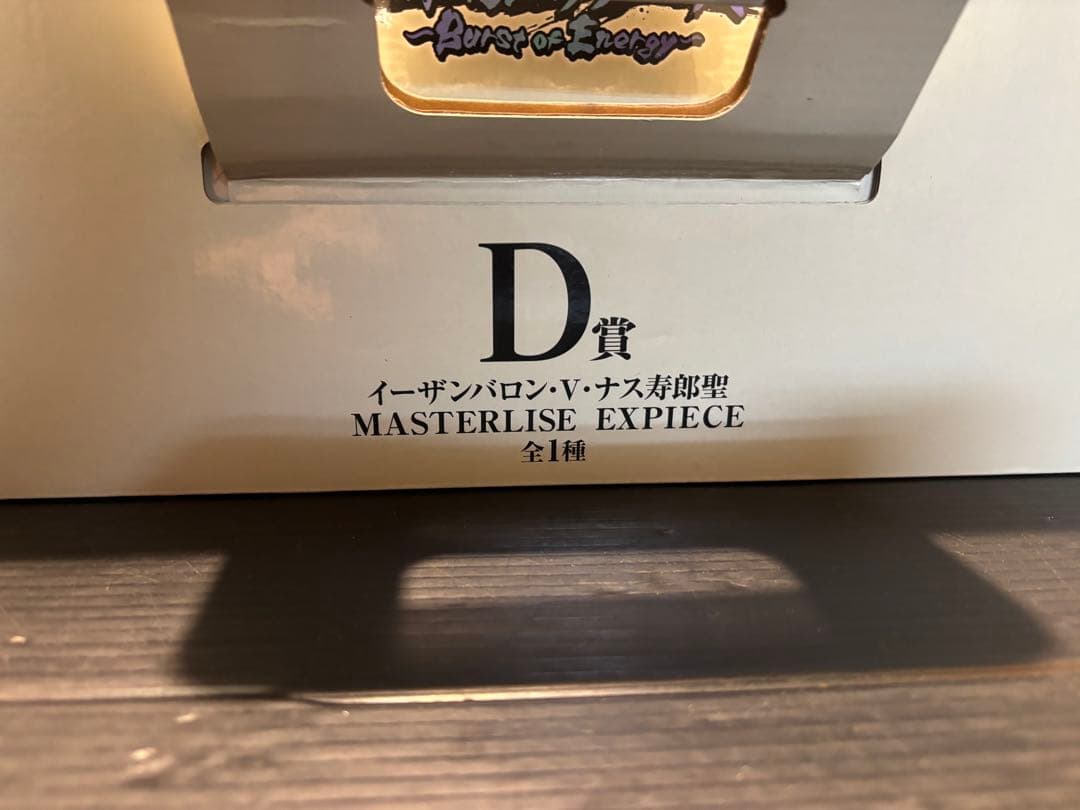 ~Burst of Energy~
D賞
イーザンバロン・V・ナス寿郎聖
MASTERLISE EXPIECE
全1種